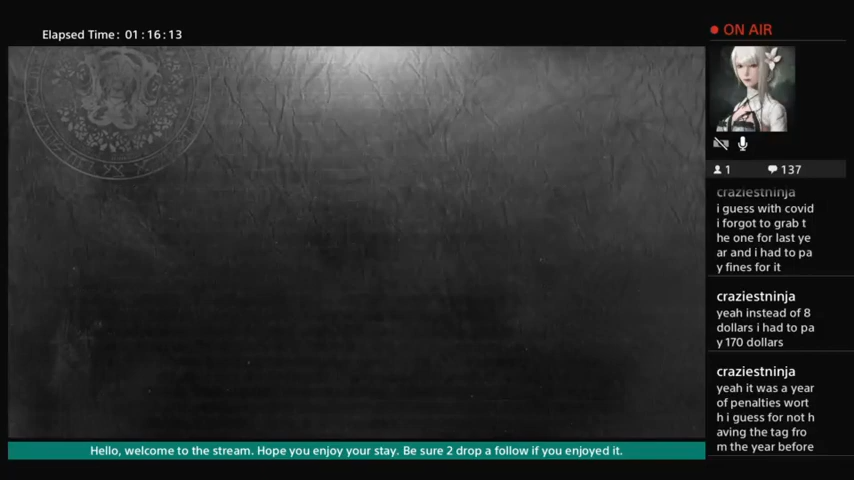 Elapsed Time: 01:16:13
ON AIR
1
137
craziestninja
i guess with covid
i forgot to grab t
he one for last ye
ar and i had to pa
y fines for it
craziestninja
yeah instead of 8
dollars i had to pa
y 170 dollars
craziestninja
yeah it was a year
of penalties wort
h i guess for not h
aving the tag fro
m the year before
Hello, welcome to the stream. Hope you enjoy your stay. Be sure 2 drop a follow if you enjoyed it.